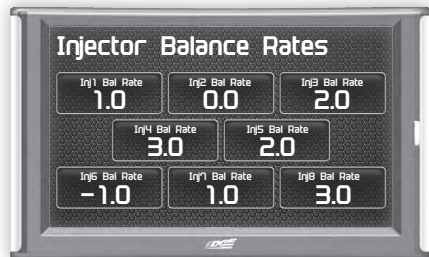 Injector Balance Rates
Inj1 Bal Rate Inj2 Bal Rate Inj3 Bal Rate
1.0 0.0 2.0
Inj4 Bal Rate Inj5 Bal Rate
3.0 2.0
Inj6 Bal Rate Inj7 Bal Rate Inj8 Bal Rate
-1.0 1.0 3.0
EDGE